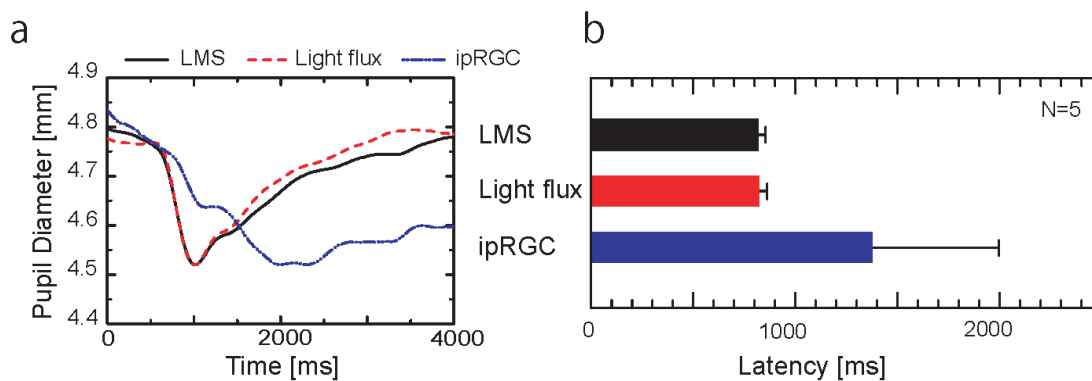 a
LMS Light flux ipRGC
4.9
4.8
4.7
4.6
4.5
4.4
Pupil Diameter [mm]
0 2000 4000
Time [ms]
b
N=5
LMS
Light flux
ipRGC
0 1000 2000
Latency [ms]